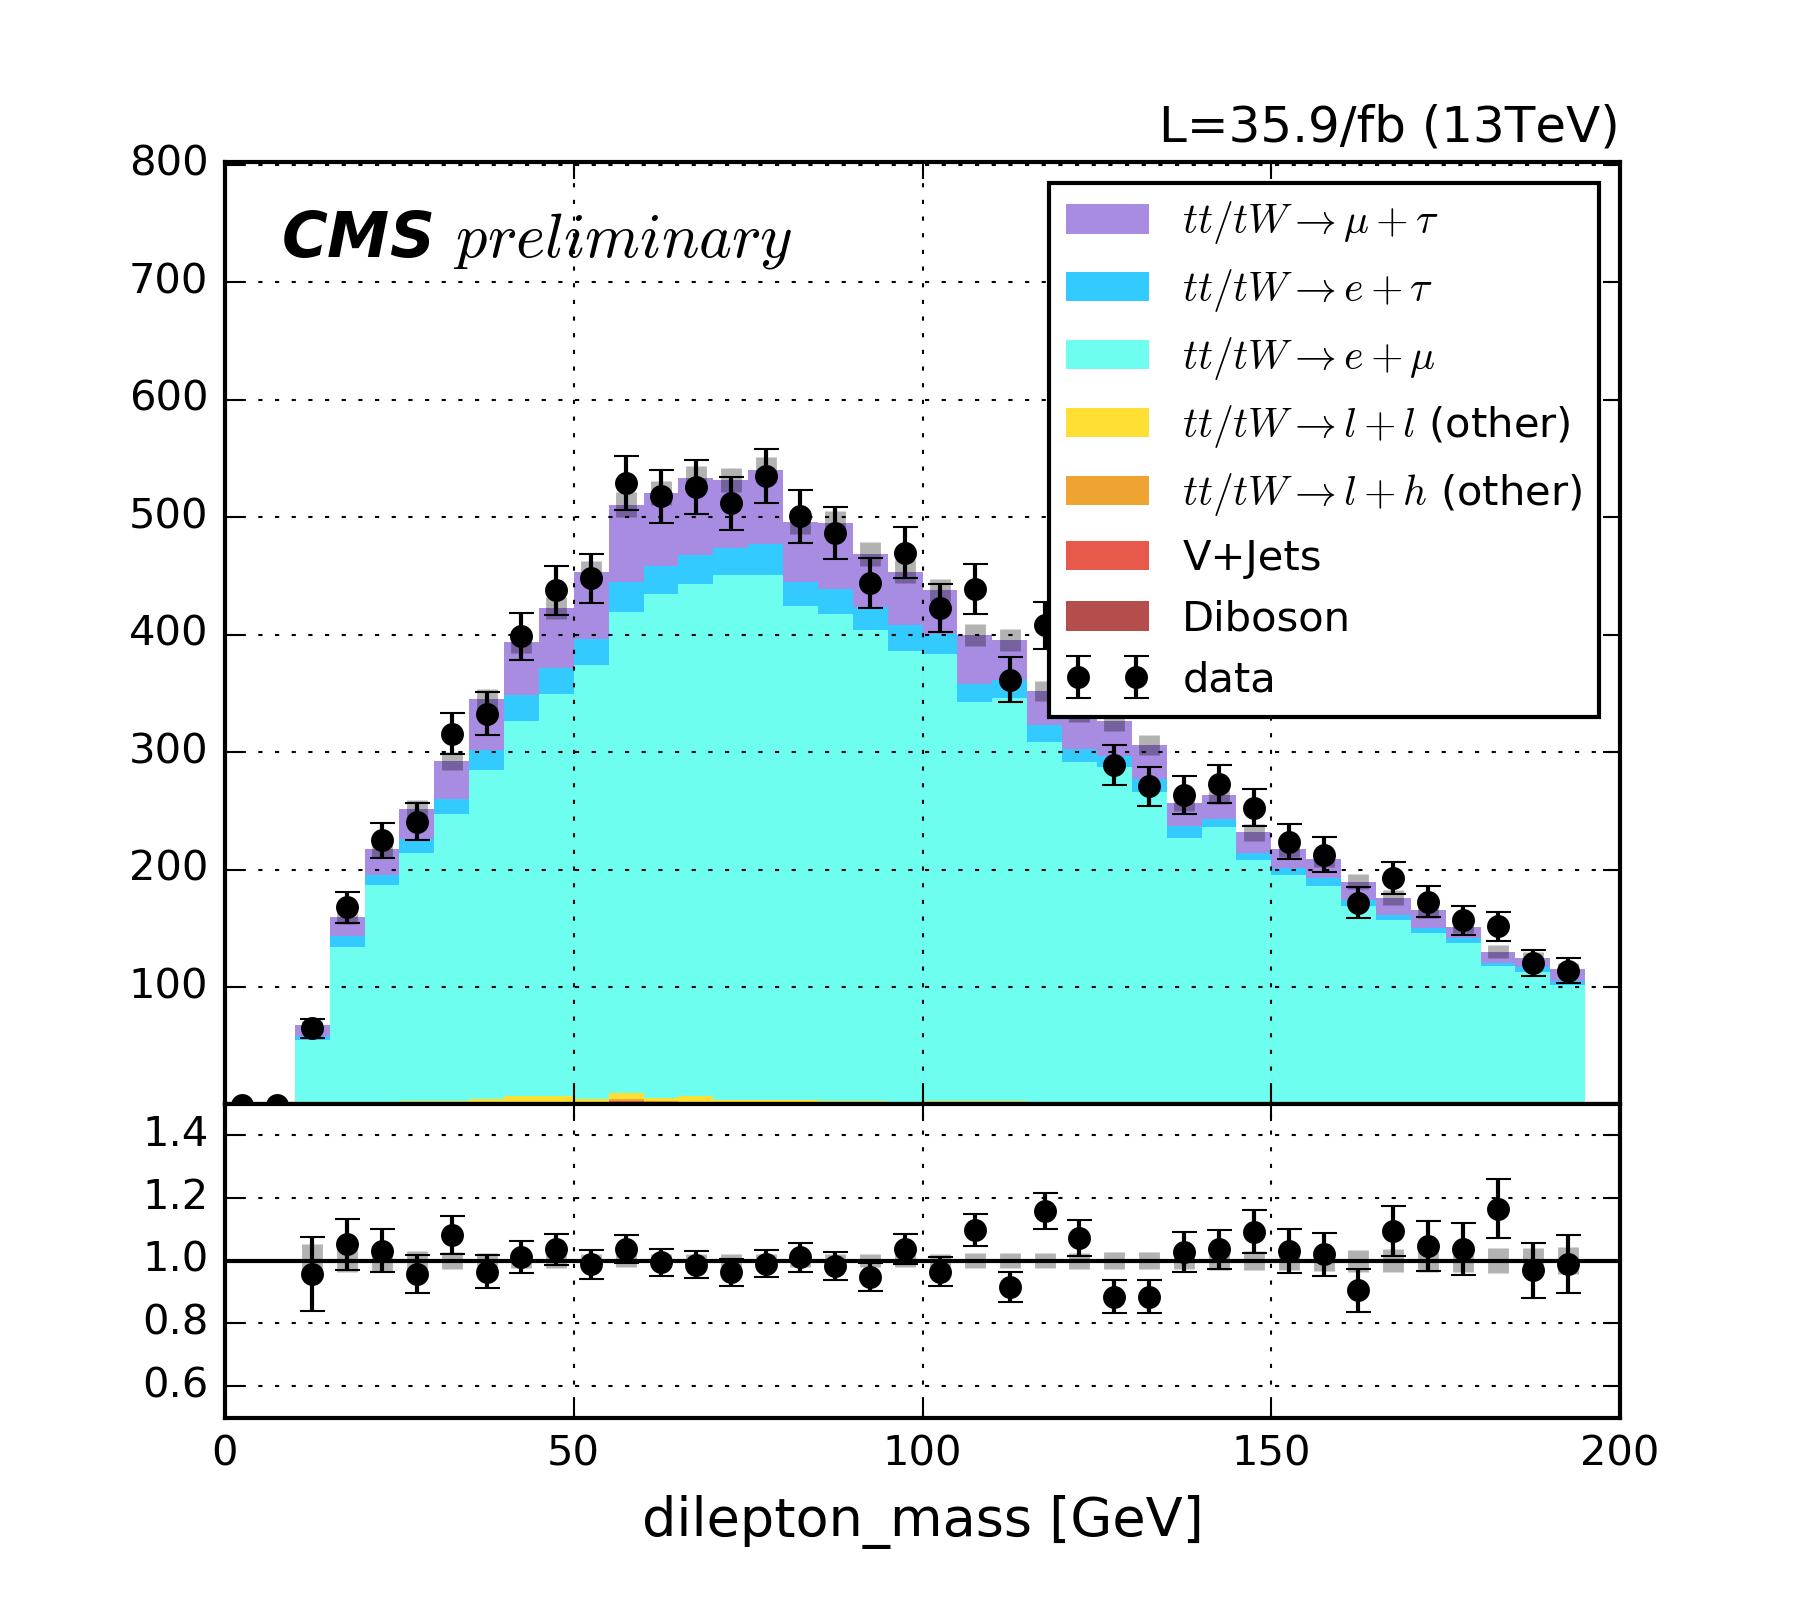 L=35.9/fb (13TeV)
800
CMS preliminary
700
600
500
400
300
200
100
tt/tW→μ+τ
tt/tW→e+τ
tt/tW→e+μ
tt/tW→l+l (other)
tt/tW→l+h (other)
V+Jets
Diboson
data
1.4
1.2
1.0
0.8
0.6
0 50 100 150 200
dilepton_mass [GeV]